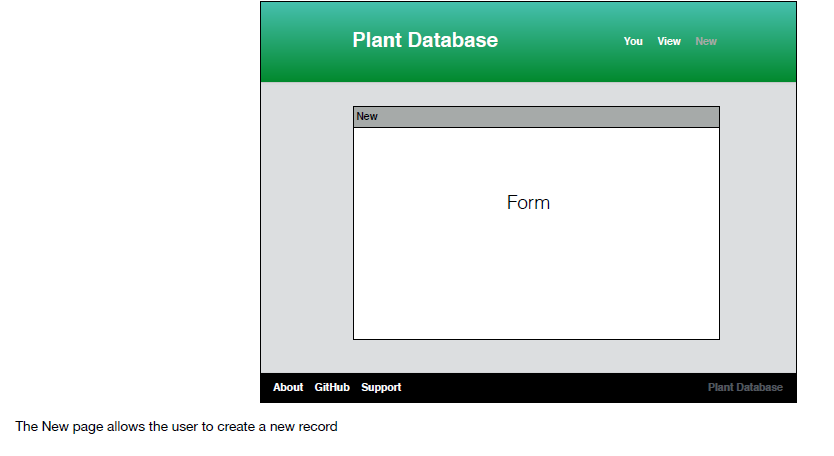 Plant Database You View New
New
Form
About GitHub Support Plant Database
The New page allows the user to create a new record